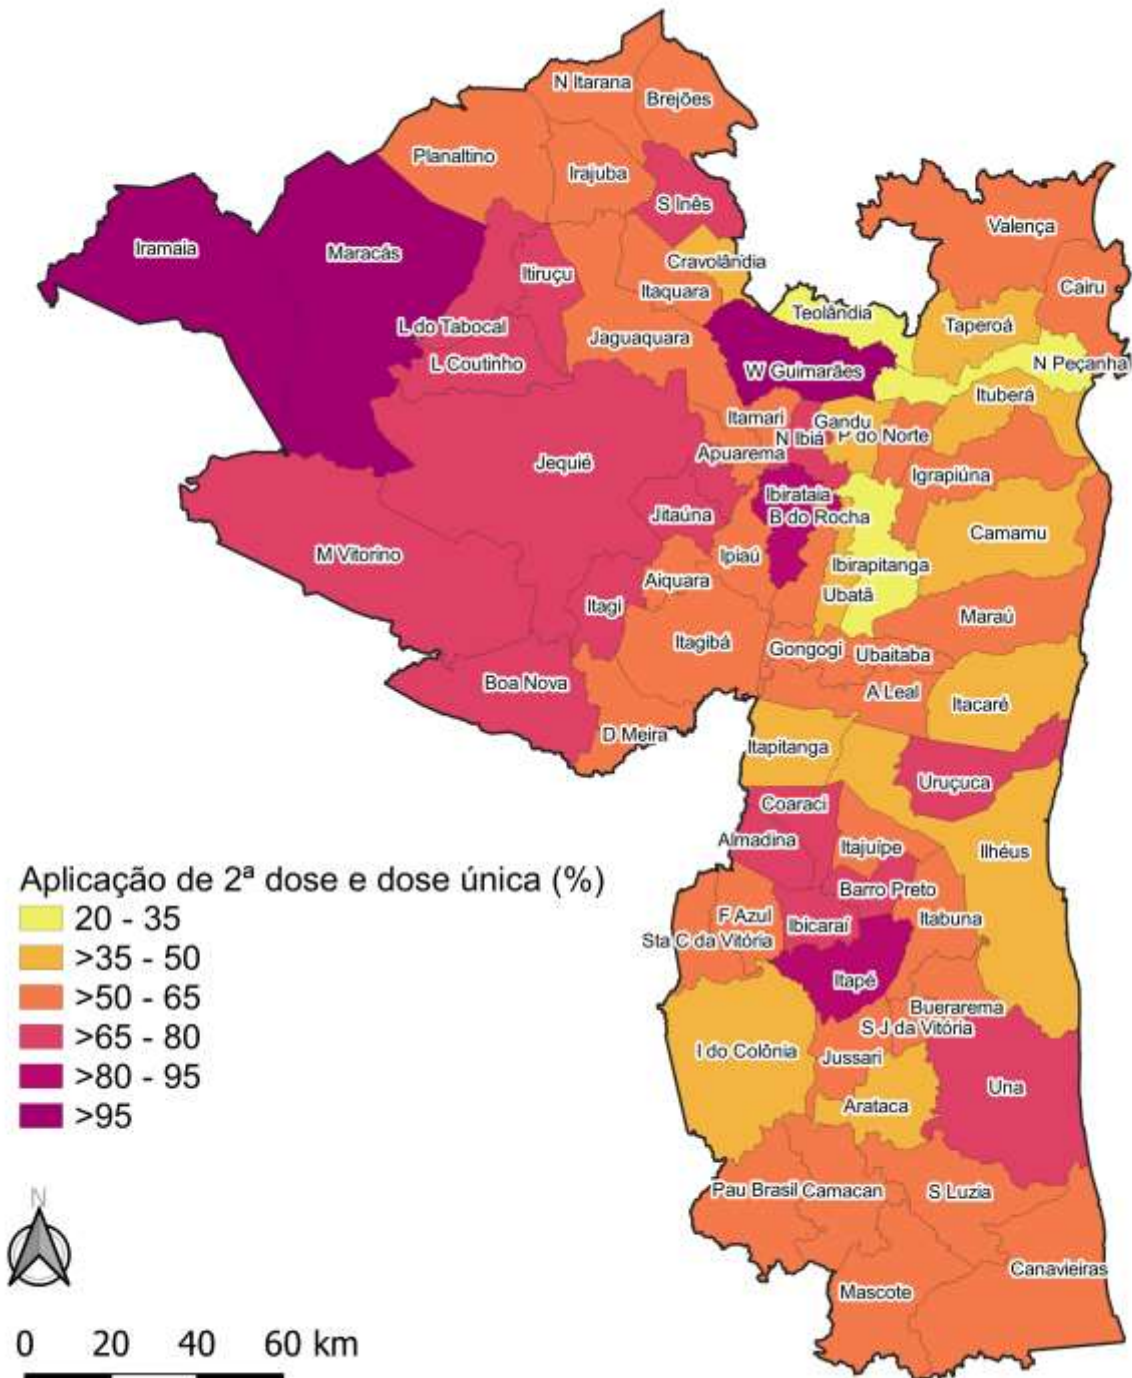 N Itarana
Brejões
Planaltino
Irajuba
S Inês
Valença
Iramaia
Maracás
Cravolândia
Itiruçu
Cairu
Itaquara
Teolândia
Taperoá
L do Tabocal
Jaguaquara
N Peçanha
L Coutinho
W Guimarães
Ituberá
Itamari
Gandu
N Ibiá
P do Norte
Apuarema
Jequié
Igrapiúna
Ibirataia
Jitaúna
B do Rocha
Camamu
M Vitorino
Ipiaú
Ibirapitanga
Aiquara
Ubatã
Itagi
Maraú
Itagibá
Gongogi
Ubaitaba
Boa Nova
A Leal
Itacaré
D Meira
Itapitanga
Uruçuca
Coaraci
Almadina
Itajuípe
Ilhéus
Aplicação de 2ª dose e dose única (%)
20 - 35
>35 - 50
>50 - 65
>65 - 80
>80 - 95
>95
Barro Preto
F Azul
Ibicaraí
Itabuna
Sta C da Vitória
Itapé
Buerarema
S J da Vitória
I do Colônia
Jussari
Una
Arataca
Pau Brasil
Camacan
S Luzia
Canavieiras
Mascote
N
0 20 40 60 km